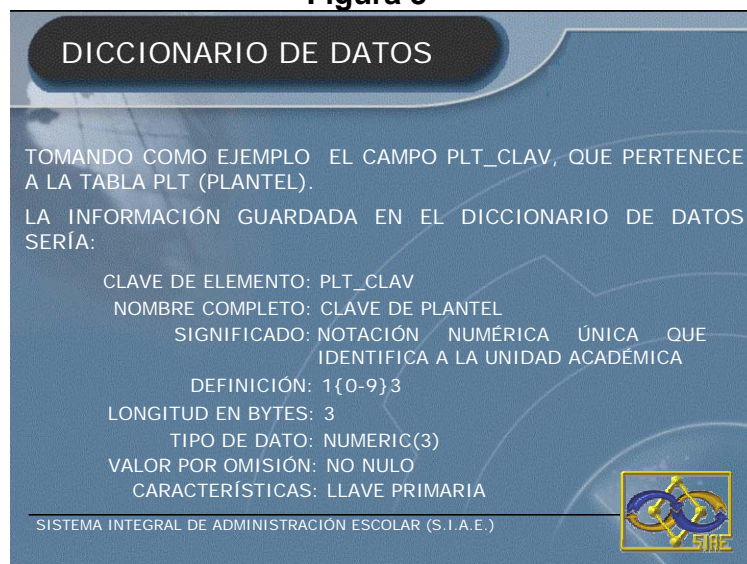 Figura 3
DICCIONARIO DE DATOS
TOMANDO COMO EJEMPLO EL CAMPO PLT_CLAV, QUE PERTENECE
A LA TABLA PLT (PLANTEL).
LA INFORMACIÓN GUARDADA EN EL DICCIONARIO DE DATOS
SERÍA:
CLAVE DE ELEMENTO: PLT_CLAV
NOMBRE COMPLETO: CLAVE DE PLANTEL
SIGNIFICADO: NOTACIÓN NUMÉRICA ÚNICA QUE
IDENTIFICA A LA UNIDAD ACADÉMICA
DEFINICIÓN: 1{0-9}3
LONGITUD EN BYTES: 3
TIPO DE DATO: NUMERIC(3)
VALOR POR OMISIÓN: NO NULO
CARACTERÍSTICAS: LLAVE PRIMARIA
SISTEMA INTEGRAL DE ADMINISTRACIÓN ESCOLAR (S.I.A.E.)
SIAE